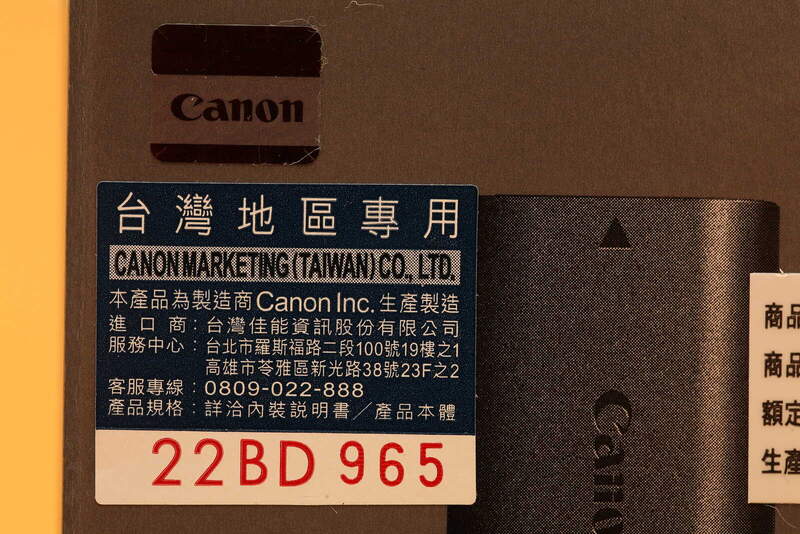 Canon
台灣地區專用
CANON MARKETING (TAIWAN) CO., LTD.
本產品為製造商Canon Inc.生產製造
進口商：台灣佳能資訊股份有限公司
服務中心：台北市羅斯福路二段100號19樓之1
高雄市苓雅區新光路38號23F之2
客服專線：0809-022-888
產品規格：詳洽內裝説明書／產品本體
22BD 965
Canon
商品
商品
額定
生產